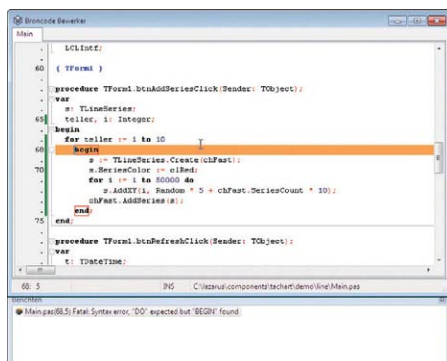 Broncode Bewerker
Main
LCLIntf;
60 { TForm1 }
procedure TForm1.btnAddSeriesClick(Sender: TObject);
var
s: TLineSeries;
65 teller, i: Integer;
begin
for teller := 1 to 10
68 begin
s := TLineSeries.Create(chFast);
70 s.SeriesColor := clRed;
for i := 1 to 50000 do
s.AddXY(i, Random * 5 + chFast.SeriesCount * 10);
chFast.AddSeries(s);
end;
75 end;
procedure TForm1.btnRefreshClick(Sender: TObject);
var
t: TDateTime;
68: 5 INS C:\lazarus\components\tachart\demo\line\Main.pas
Berichten
Main.pas(68,5) Fatal: Syntax error, "DO" expected but "BEGIN" found